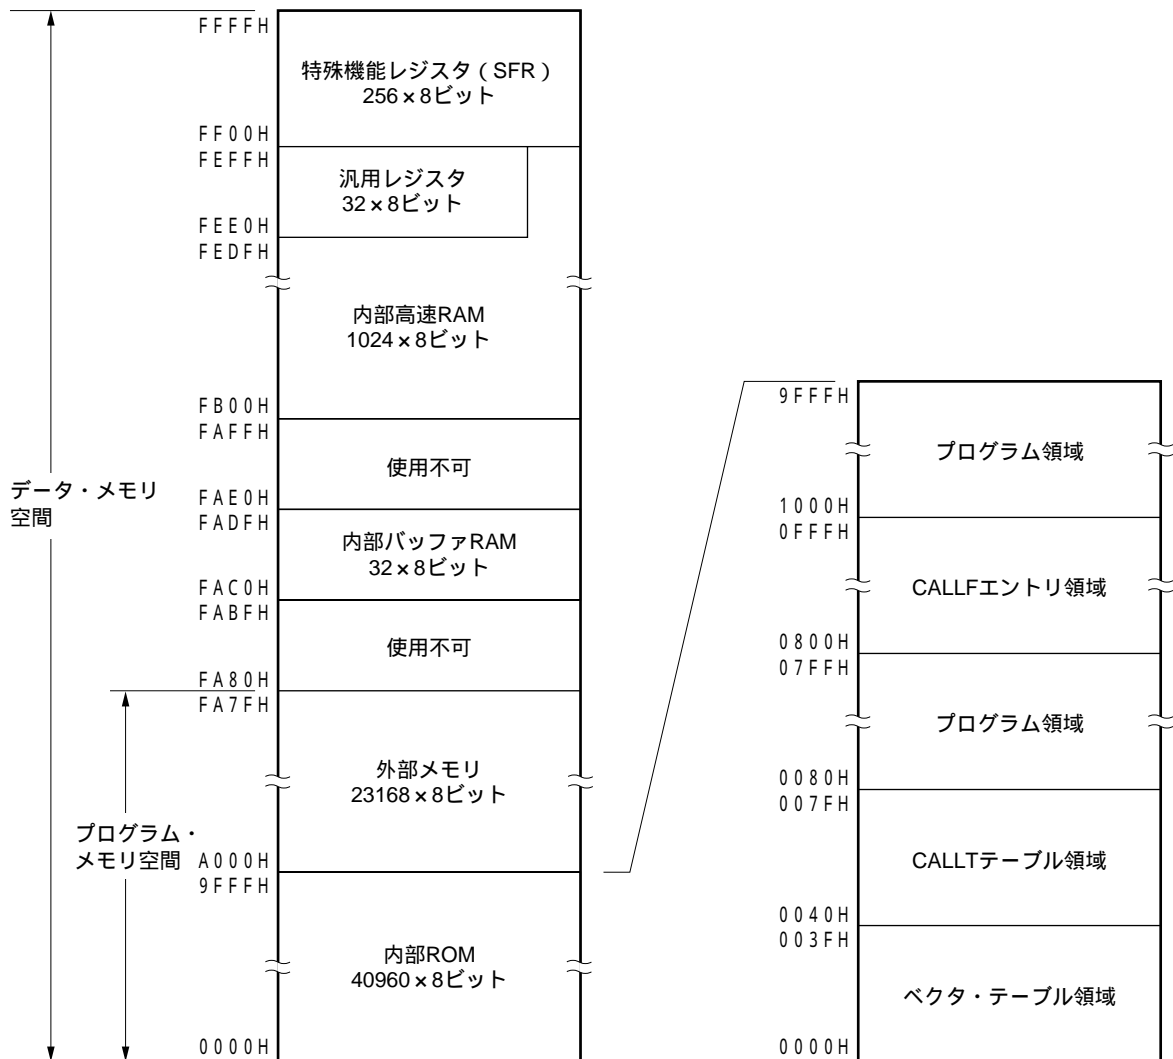 FFFFH
特殊機能レジスタ(SFR)
256×8ビット
FF00H
FEFFH
汎用レジスタ
32×8ビット
FEE0H
FEDFH
内部高速RAM
1024×8ビット
FB00H
FAFFH
使用不可
データ・メモリ
空間
FAE0H
FADFH
内部バッファRAM
32×8ビット
FAC0H
FABFH
使用不可
FA80H
FA7FH
外部メモリ
23168×8ビット
プログラム・
メモリ空間
A000H
9FFFH
内部ROM
40960×8ビット
0000H
9FFFH
プログラム領域
1000H
0FFFH
CALLFエントリ領域
0800H
07FFH
プログラム領域
0080H
007FH
CALLTテーブル領域
0040H
003FH
ベクタ・テーブル領域
0000H